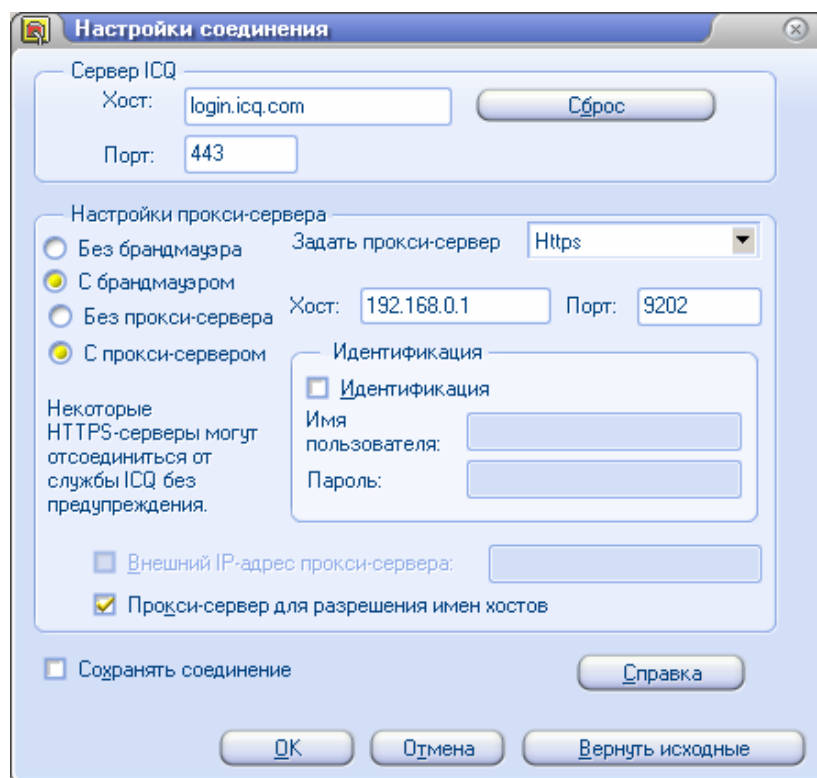 Настройки соединения
Сервер ICQ
Хост: login.icq.com Сброс
Порт: 443
Настройки прокси-сервера
Без брандмауэра Задать прокси-сервер Https
С брандмауэром
Без прокси-сервера Хост: 192.168.0.1 Порт: 9202
С прокси-сервером
Идентификация
Идентификация
Некоторые
HTTPS-серверы могут
отсоединиться от
службы ICQ без
предупреждения.
Имя
пользователя:
Пароль:
Внешний IP-адрес прокси-сервера:
Прокси-сервер для разрешения имен хостов
Сохранять соединение Справка
OK Отмена Вернуть исходные